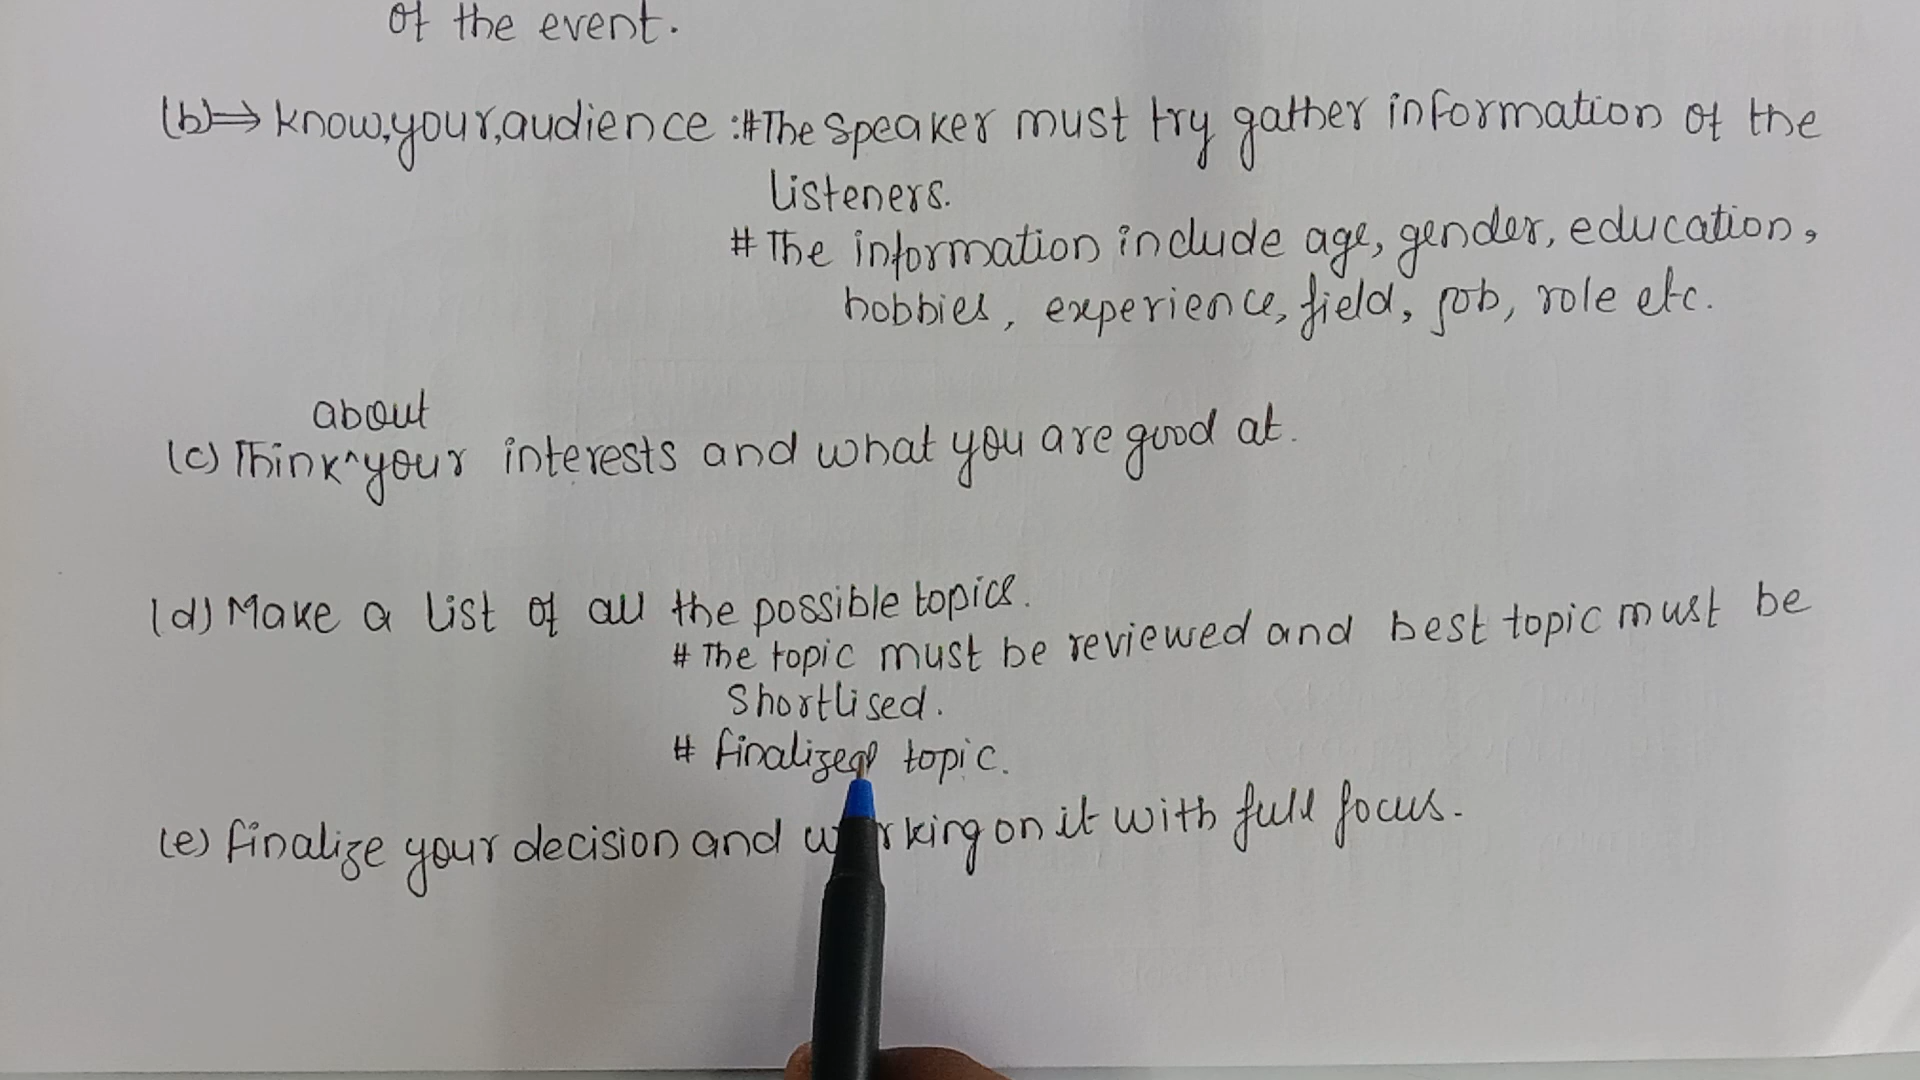 of the event.
(b)⇒ know,your,audience :#The speaker must try gather information of the
listeners.
# The information include age, gender, education,
hobbies, experience, field, job, role etc.
about
(c) Think^your interests and what you are good at.
(d) Make a list of all the possible topics.
# The topic must be reviewed and best topic must be
shortlised.
# finalized topic.
(e) finalize your decision and working on it with full focus.